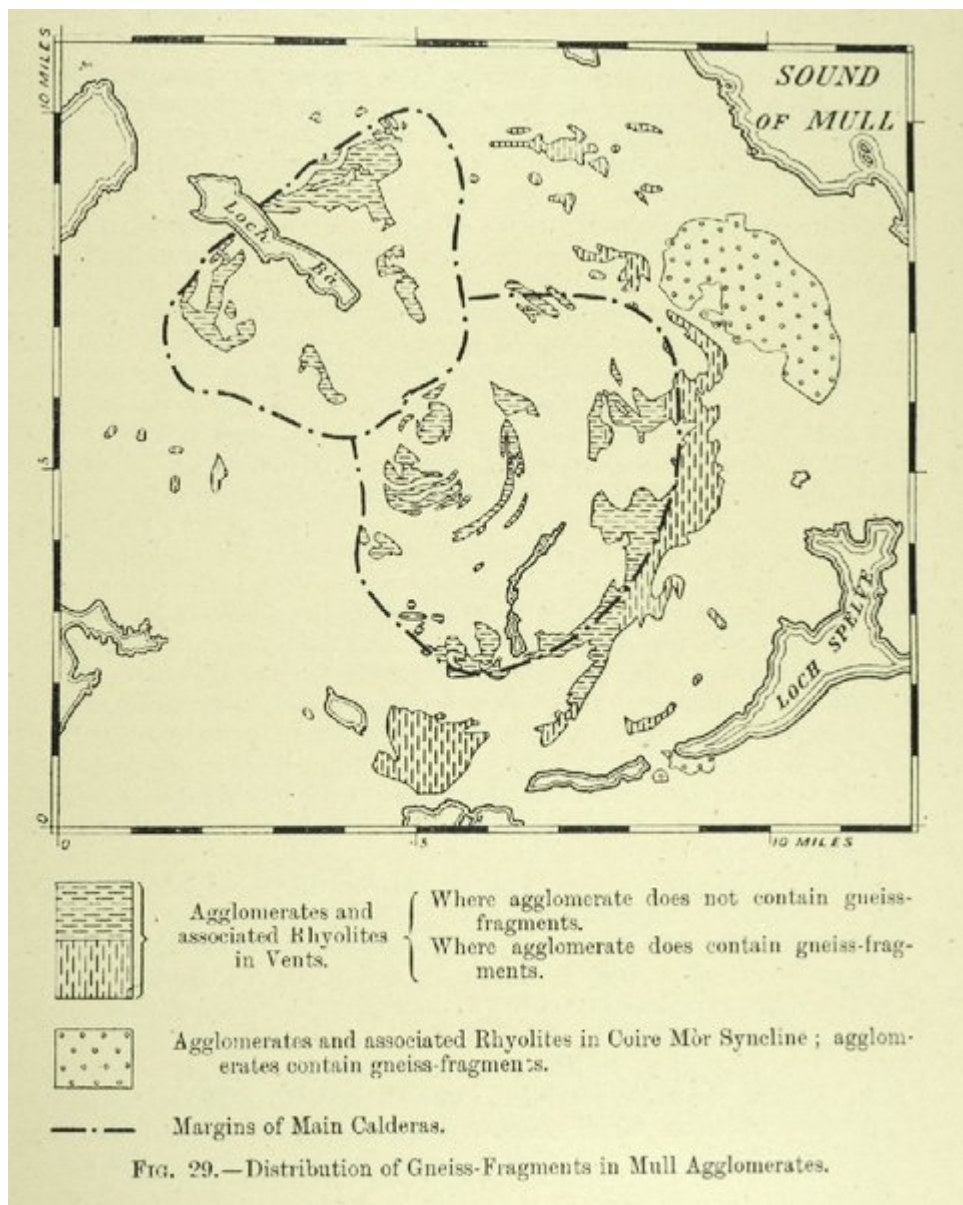 10 MILES
SOUND
OF MULL
Loch
Bà
5
LOCH SPELVE
0
0
5
10 MILES
Agglomerates and
associated Rhyolites
in Vents.
Where agglomerate does not contain gneiss-
fragments.
Where agglomerate does contain gneiss-frag-
ments.
Agglomerates and associated Rhyolites in Coire Mòr Syncline ; agglom-
erates contain gneiss-fragments.
Margins of Main Calderas.
FIG. 29.—Distribution of Gneiss-Fragments in Mull Agglomerates.